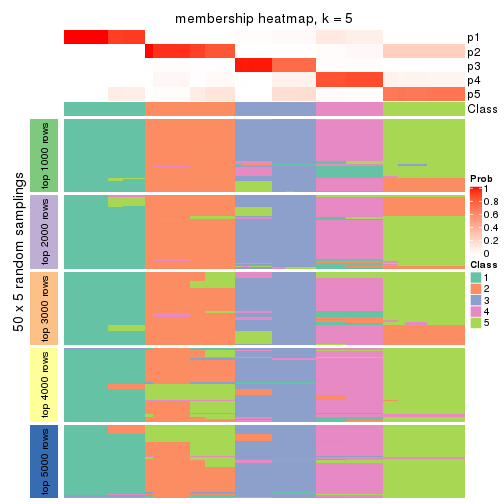 membership heatmap, k = 5
p1
p2
p3
p4
p5
Class
50 x 5 random samplings
top 1000 rows
top 2000 rows
top 3000 rows
top 4000 rows
top 5000 rows
Prob
1
0.8
0.6
0.4
0.2
0
Class
1
2
3
4
5